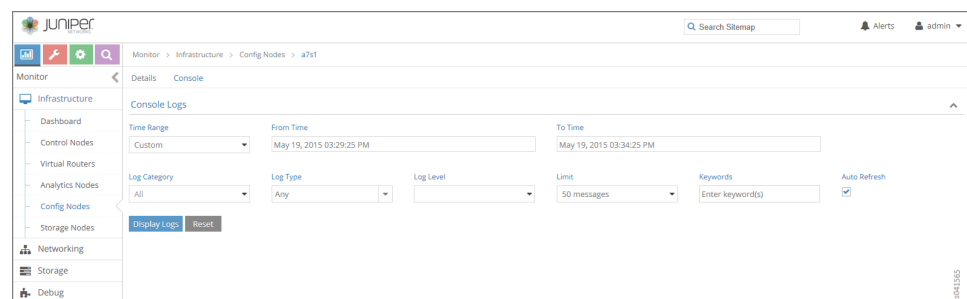 JUNIPER
NETWORKS
Search Sitemap
Alerts
admin
Monitor > Infrastructure > Config Nodes > a7s1
Monitor
Details Console
Infrastructure
Console Logs
Dashboard
Time Range From Time To Time
Control Nodes
Custom May 19, 2015 03:29:25 PM May 19, 2015 03:34:25 PM
Virtual Routers
Log Category Log Type Log Level Limit Keywords Auto Refresh
Analytics Nodes
All Any 50 messages Enter keyword(s)
Config Nodes
Storage Nodes
Display Logs Reset
Networking
Storage
Debug
s041565